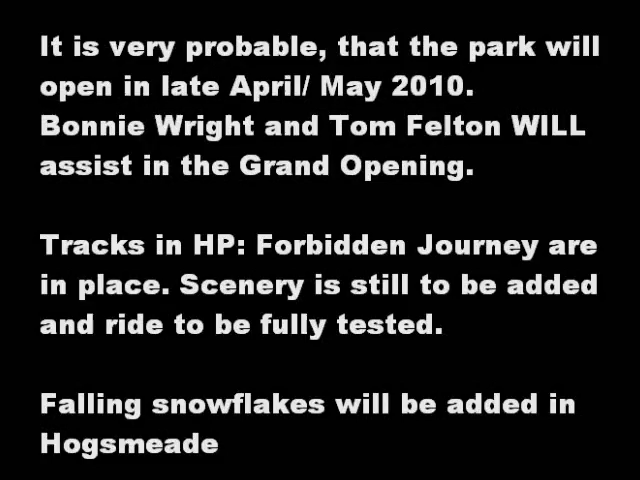 It is very probable, that the park will
open in late April/ May 2010.
Bonnie Wright and Tom Felton WILL
assist in the Grand Opening.
Tracks in HP: Forbidden Journey are
in place. Scenery is still to be added
and ride to be fully tested.
Falling snowflakes will be added in
Hogsmeade